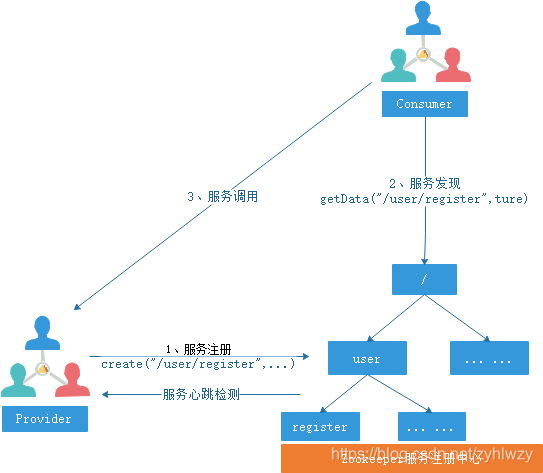 Consumer
2、服务发现
getData("/user/register",ture)
3、服务调用
/
1、服务注册
create("/user/register",...)
user
... ...
服务心跳检测
Provider
register
... ...
https://blog.csdn.net/zyhlwzy
Zookeeper服务注册中心